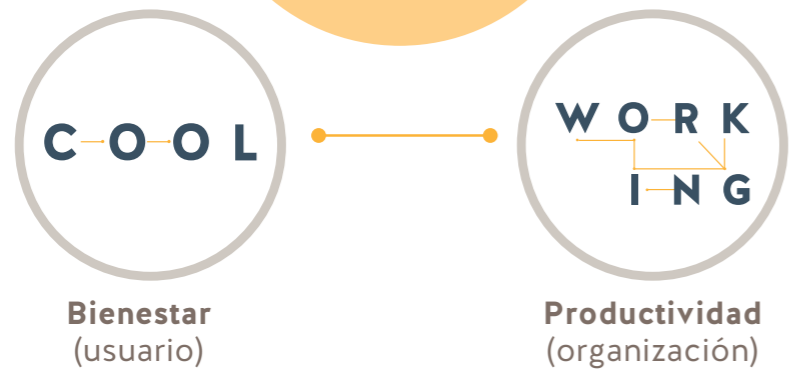 COOL
WORK
ING
Bienestar
(usuario)
Productividad
(organización)